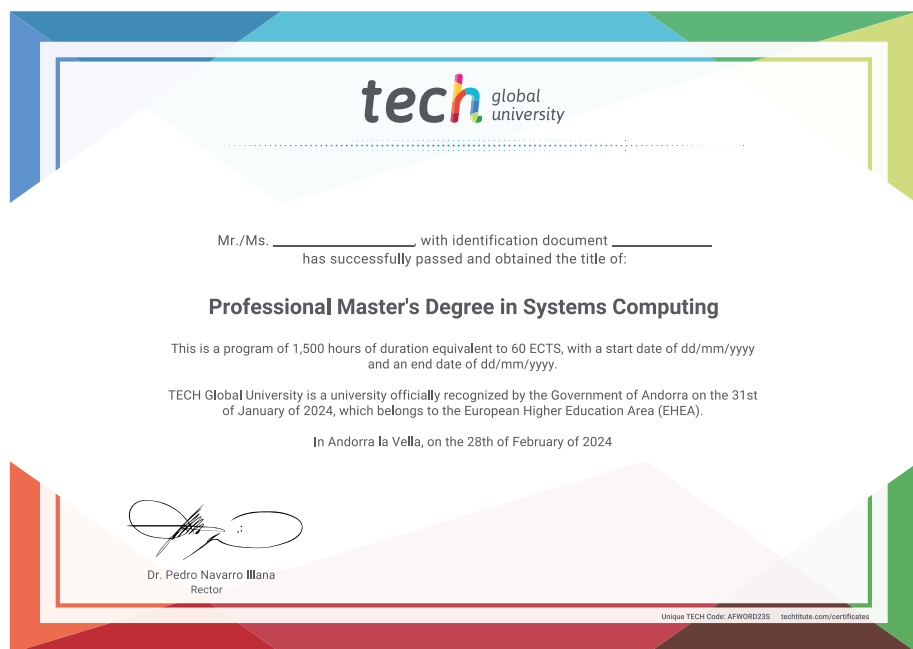 tech global university
Mr./Ms. ____________________, with identification document ______________
has successfully passed and obtained the title of:
Professional Master's Degree in Systems Computing
This is a program of 1,500 hours of duration equivalent to 60 ECTS, with a start date of dd/mm/yyyy
and an end date of dd/mm/yyyy.
TECH Global University is a university officially recognized by the Government of Andorra on the 31st
of January of 2024, which belongs to the European Higher Education Area (EHEA).
In Andorra la Vella, on the 28th of February of 2024
Dr. Pedro Navarro Illana
Rector
Unique TECH Code: AFWORD23S techtitute.com/certificates